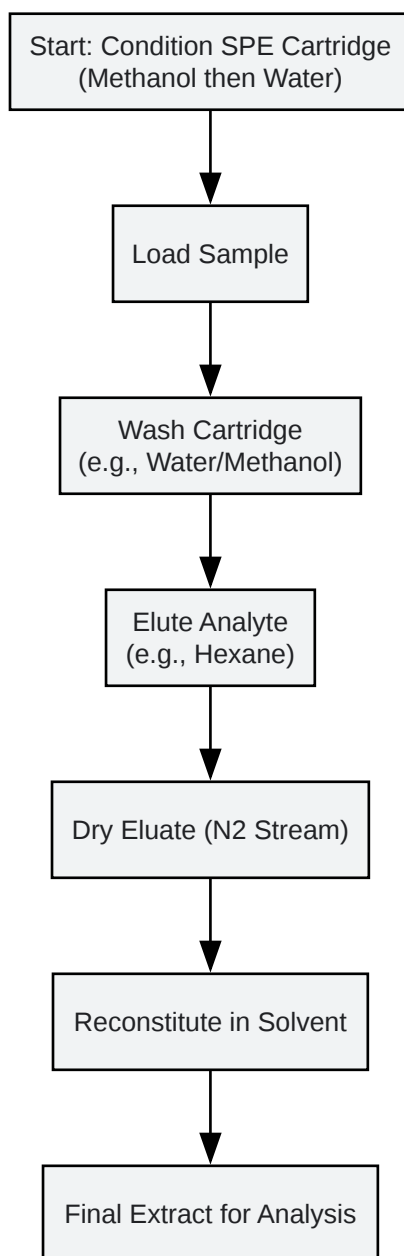 Start: Condition SPE Cartridge
(Methanol then Water)
Load Sample
Wash Cartridge
(e.g., Water/Methanol)
Elute Analyte
(e.g., Hexane)
Dry Eluate (N2 Stream)
Reconstitute in Solvent
Final Extract for Analysis